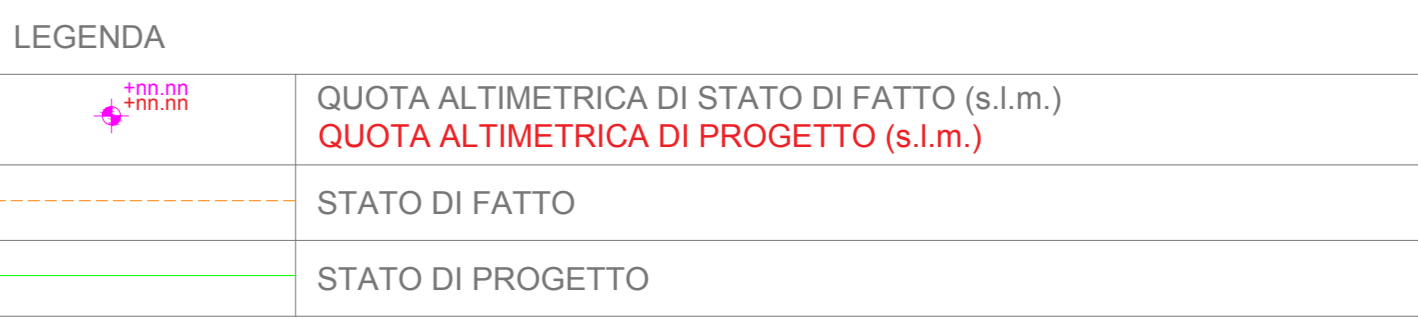 LEGENDA
+nn.nn
+nn.nn
QUOTA ALTIMETRICA DI STATO DI FATTO (s.l.m.)
QUOTA ALTIMETRICA DI PROGETTO (s.l.m.)
STATO DI FATTO
STATO DI PROGETTO